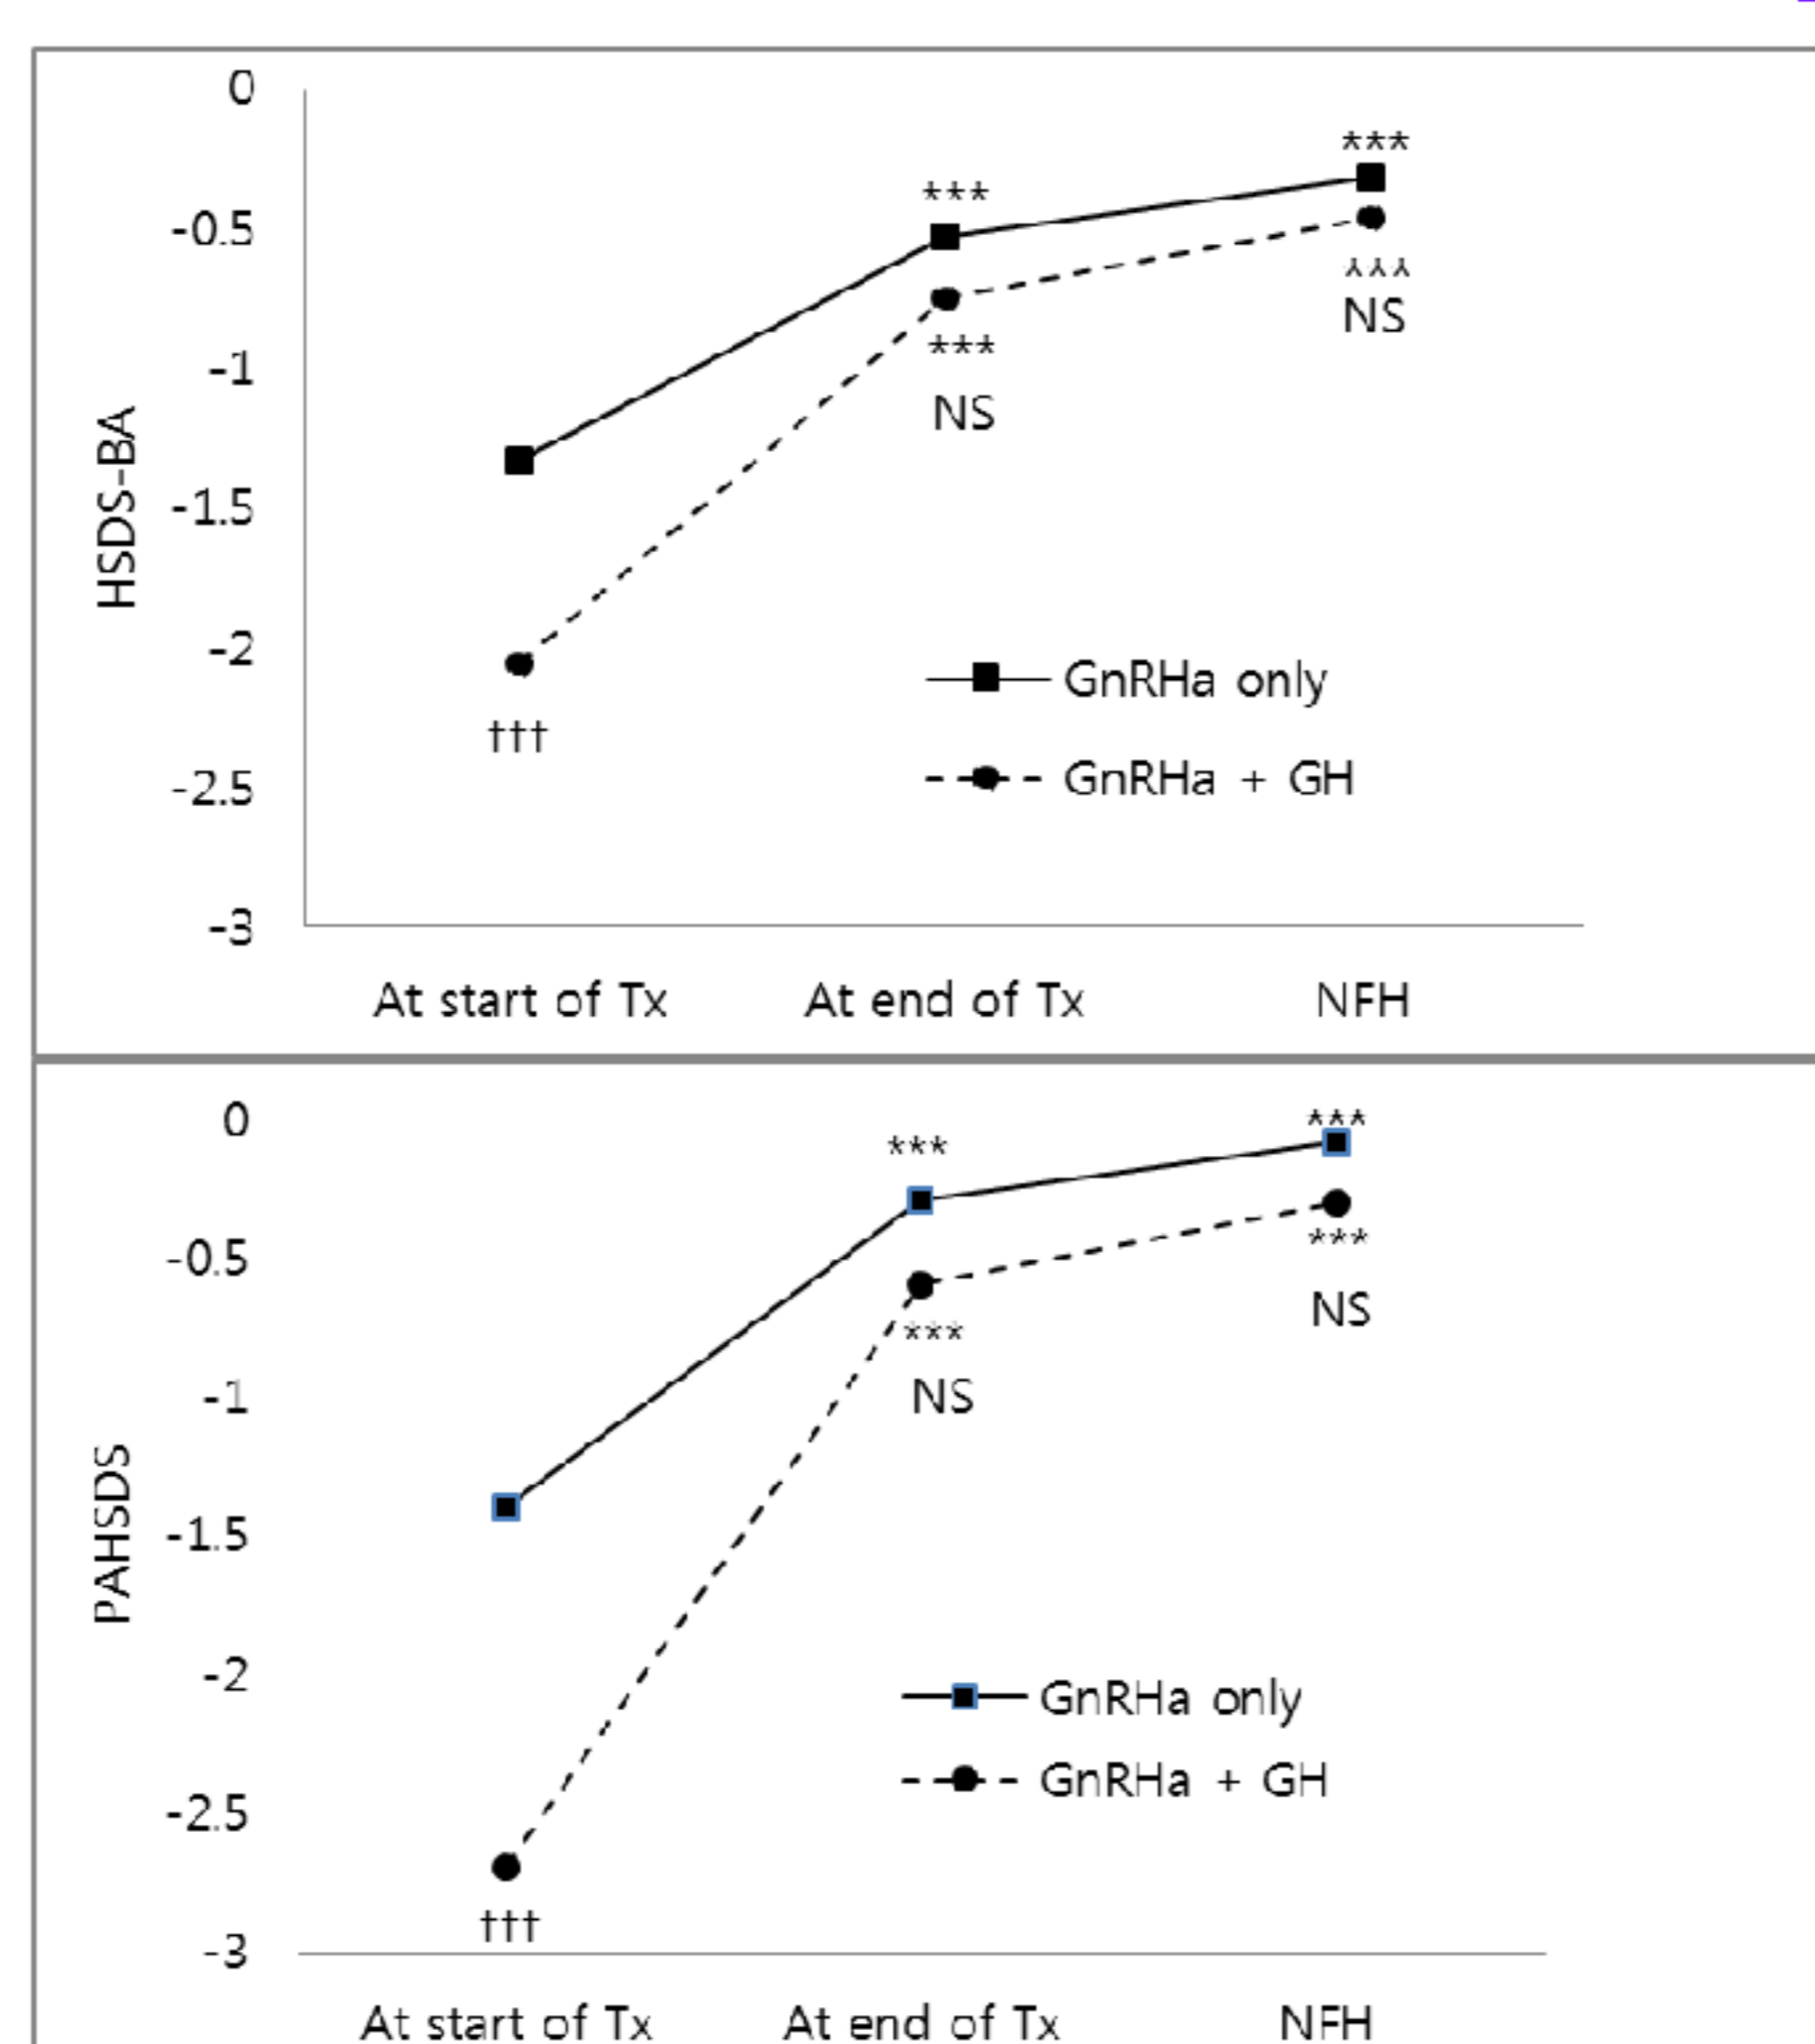 0
***
***
-0.5
***
NS
-1
***
NS
HSDS-BA
-1.5
-2
GnRHa only
†††
-2.5
GnRHa + GH
-3
At start of Tx At end of Tx NFH
0
***
***
-0.5
***
NS
***
-1
NS
PAHSDS
-1.5
-2
GnRHa only
GnRHa + GH
-2.5
†††
-3
At start of Tx At end of Tx NFH